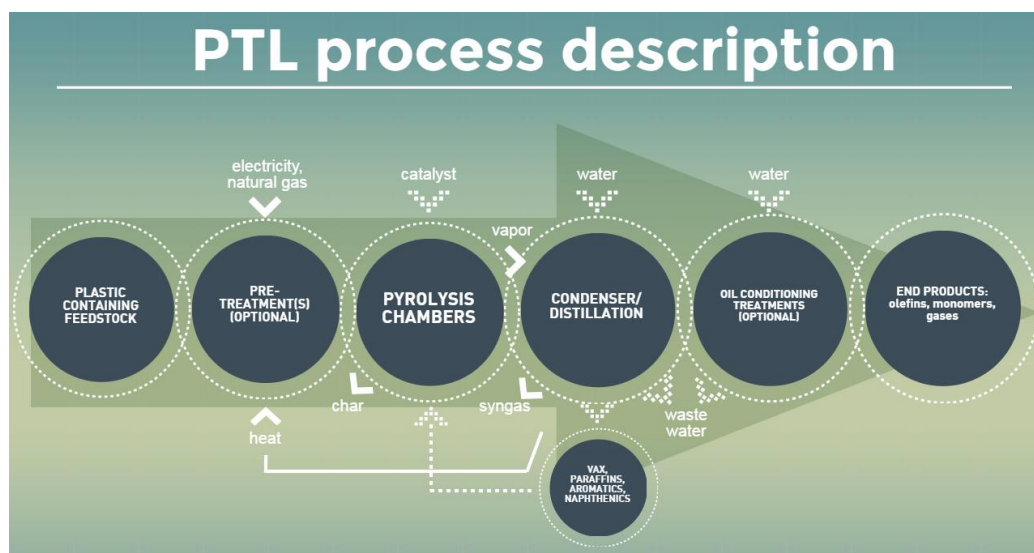 PTL process description
electricity,
natural gas
catalyst
water
water
vapor
PLASTIC
CONTAINING
FEEDSTOCK
PRE-
TREATMENT(S)
(OPTIONAL)
PYROLYSIS
CHAMBERS
CONDENSER/
DISTILLATION
OIL CONDITIONING
TREATMENTS
(OPTIONAL)
END PRODUCTS:
olefins, monomers,
gases
char
syngas
waste
water
heat
VAX,
PARAFFINS,
AROMATICS,
NAPHTHENICS